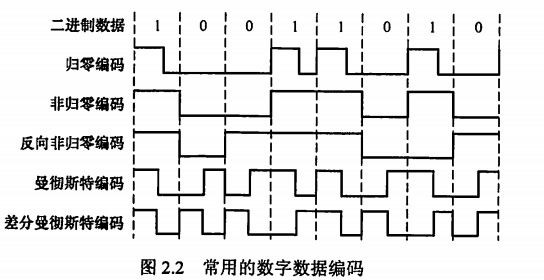 二进制数据 1 0 0 1 1 0 1 0
归零编码
非归零编码
反向非归零编码
曼彻斯特编码
差分曼彻斯特编码
图 2.2 常用的数字数据编码